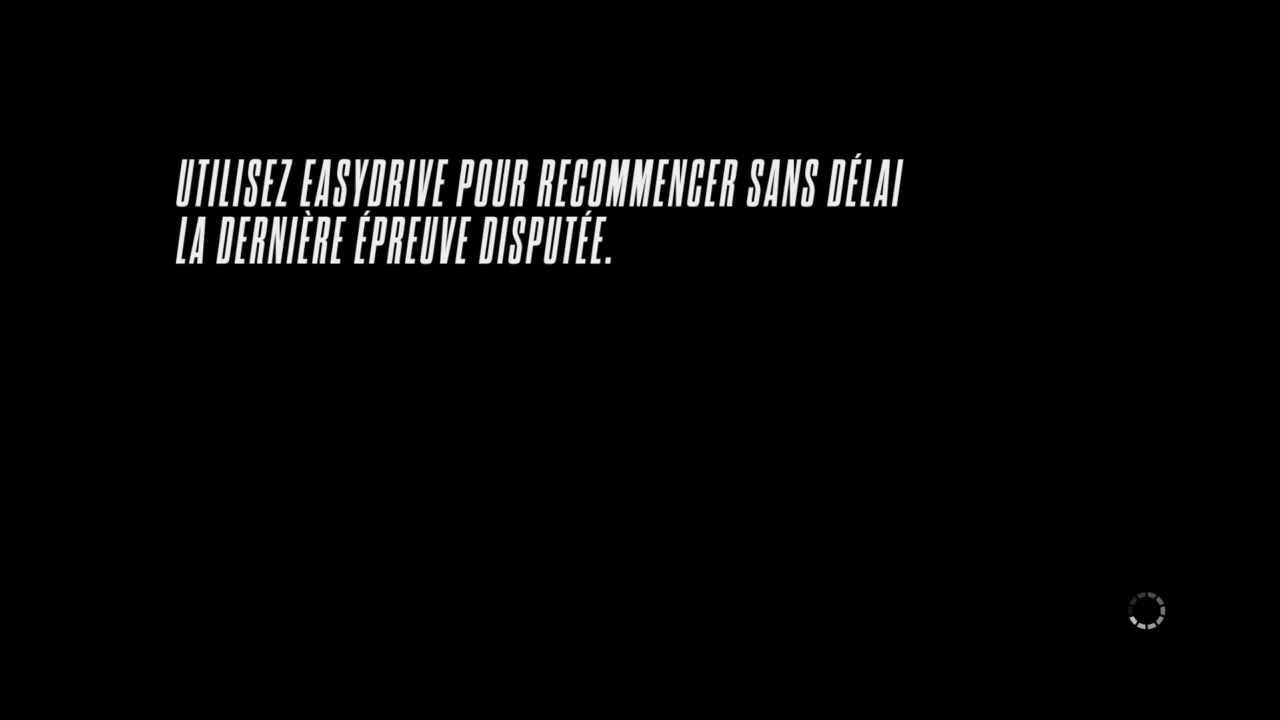 UTILISEZ EASYDRIVE POUR RECOMMENCER SANS DÉLAI
LA DERNIÈRE ÉPREUVE DISPUTÉE.